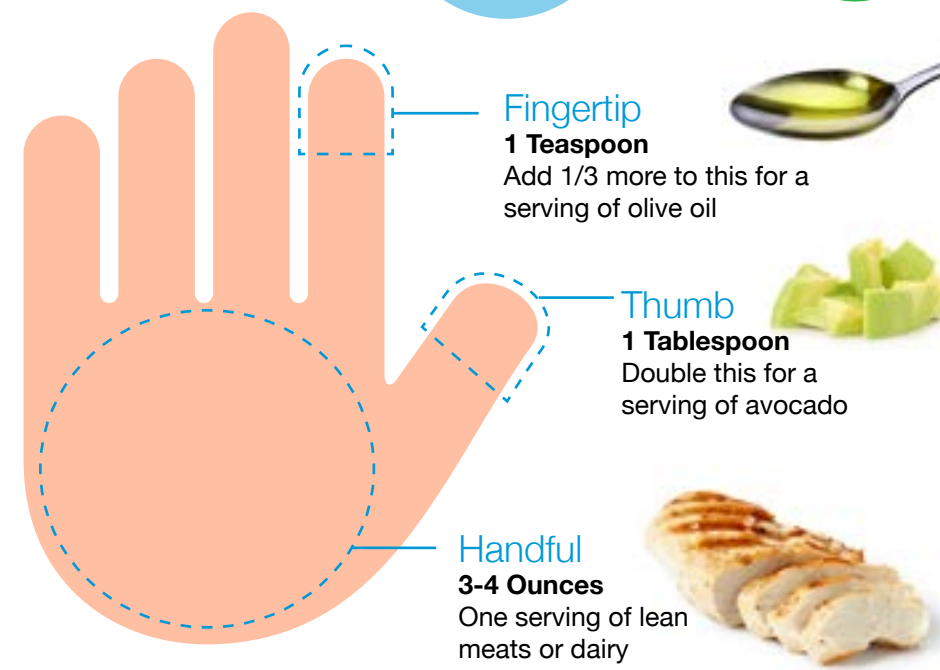 Fingertip
1 Teaspoon
Add 1/3 more to this for a
serving of olive oil
Thumb
1 Tablespoon
Double this for a
serving of avocado
Handful
3-4 Ounces
One serving of lean
meats or dairy